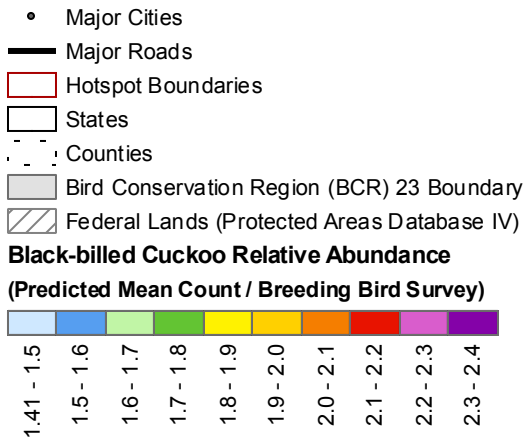 Major Cities
Major Roads
Hotspot Boundaries
States
Counties
Bird Conservation Region (BCR) 23 Boundary
Federal Lands (Protected Areas Database IV)
Black-billed Cuckoo Relative Abundance
(Predicted Mean Count / Breeding Bird Survey)
1.41 - 1.5
1.5 - 1.6
1.6 - 1.7
1.7 - 1.8
1.8 - 1.9
1.9 - 2.0
2.0 - 2.1
2.1 - 2.2
2.2 - 2.3
2.3 - 2.4